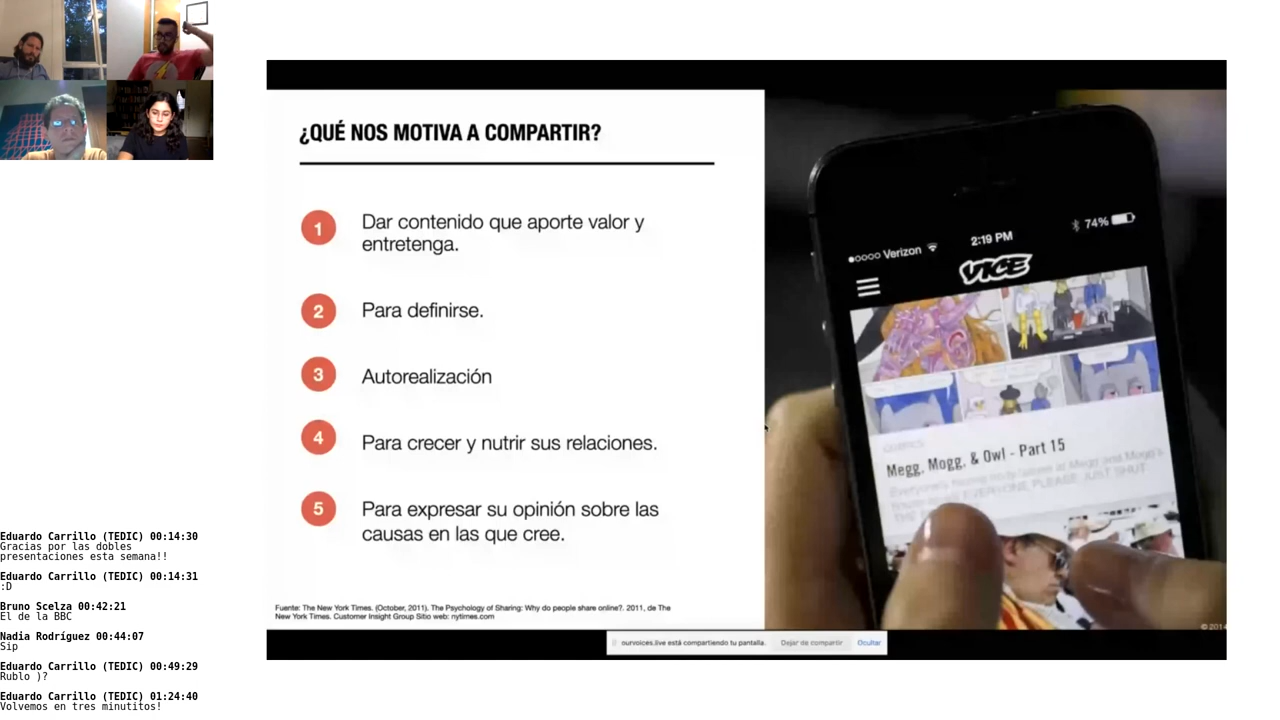 ¿QUÉ NOS MOTIVA A COMPARTIR?
1
Dar contenido que aporte valor y
entretenga.
2
Para definirse.
3
Autorealización
4
Para crecer y nutrir sus relaciones.
5
Para expresar su opinión sobre las
causas en las que cree.
Fuente: The New York Times. (October, 2011). The Psychology of Sharing: Why do people share online?. 2011, de The
New York Times. Customer Insight Group Sitio web: nytimes.com
Verizon
2:19 PM
74%
VICE
COMICS
Megg, Mogg, & Owl - Part 15
EVERYONE PLEASE JUST SHUT
© 2014
ourvoices.live está compartiendo tu pantalla.
Dejar de compartir
Ocultar
Eduardo Carrillo (TEDIC) 00:14:30
Gracias por las dobles
presentaciones esta semana!!
Eduardo Carrillo (TEDIC) 00:14:31
:D
Bruno Scelza 00:42:21
El de la BBC
Nadia Rodríguez 00:44:07
Sip
Eduardo Carrillo (TEDIC) 00:49:29
Rublo )?
Eduardo Carrillo (TEDIC) 01:24:40
Volvemos en tres minutitos!